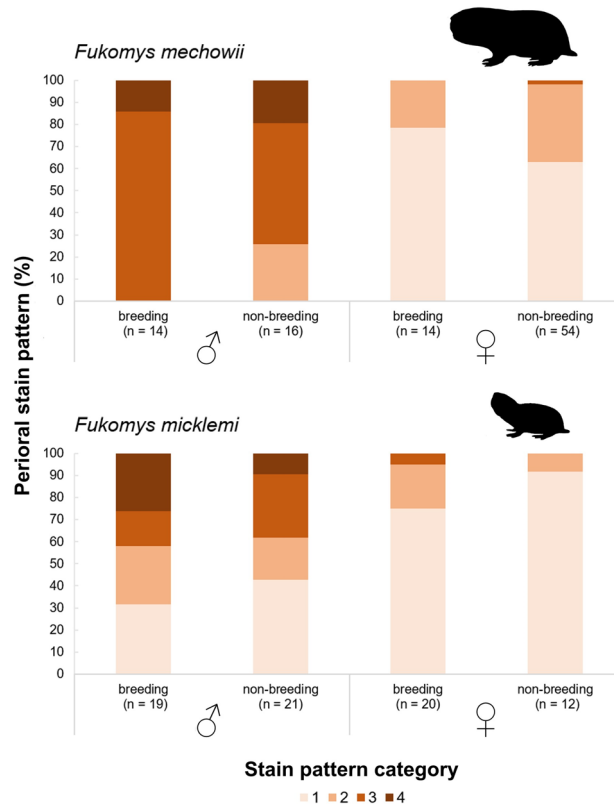 Fukomys mechowii
100
90
80
70
60
50
40
30
20
10
0
breeding non-breeding breeding non-breeding
(n = 14) (n = 16) (n = 14) (n = 54)
♂ ♀
Perioral stain pattern (%)
Fukomys micklemi
100
90
80
70
60
50
40
30
20
10
0
breeding non-breeding breeding non-breeding
(n = 19) (n = 21) (n = 20) (n = 12)
♂ ♀
Stain pattern category
1 2 3 4